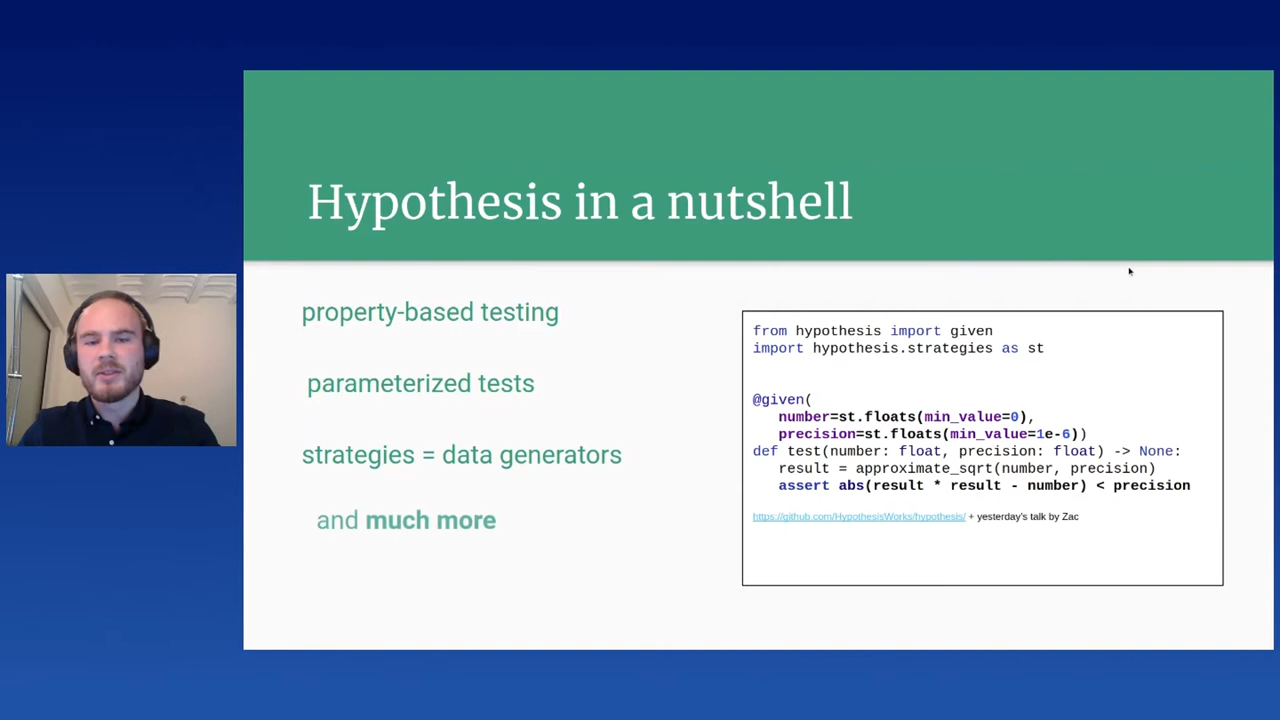 Hypothesis in a nutshell
property-based testing
parameterized tests
strategies = data generators
and much more
from hypothesis import given
import hypothesis.strategies as st
@given(
number=st.floats(min_value=0),
precision=st.floats(min_value=1e-6))
def test(number: float, precision: float) -> None:
result = approximate_sqrt(number, precision)
assert abs(result * result - number) < precision
https://github.com/HypothesisWorks/hypothesis/ + yesterday's talk by Zac